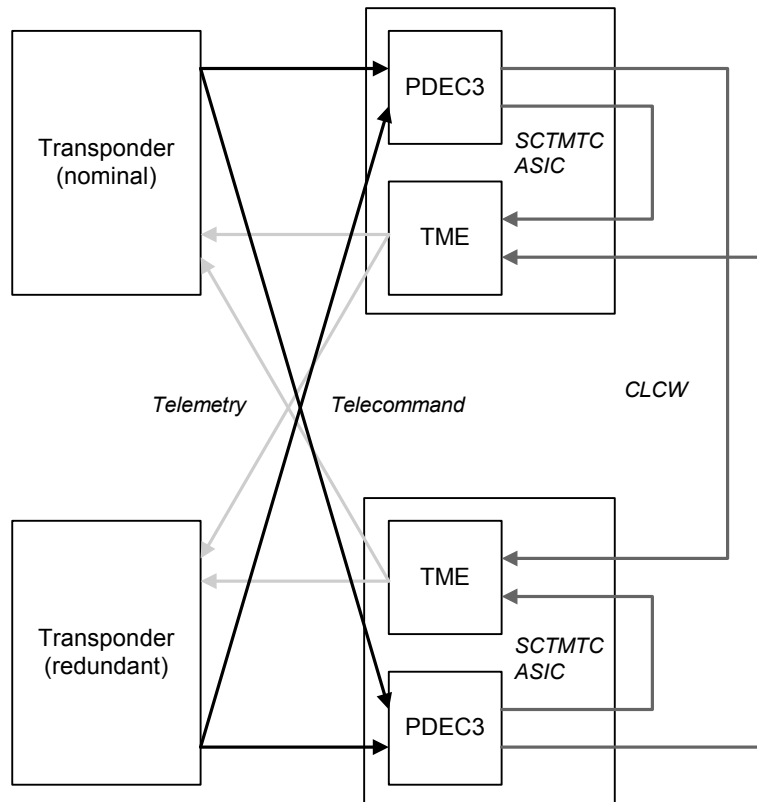 PDEC3
Transponder
(nominal)
SCTMTC
ASIC
TME
Telemetry
Telecommand
CLCW
TME
Transponder
(redundant)
SCTMTC
ASIC
PDEC3